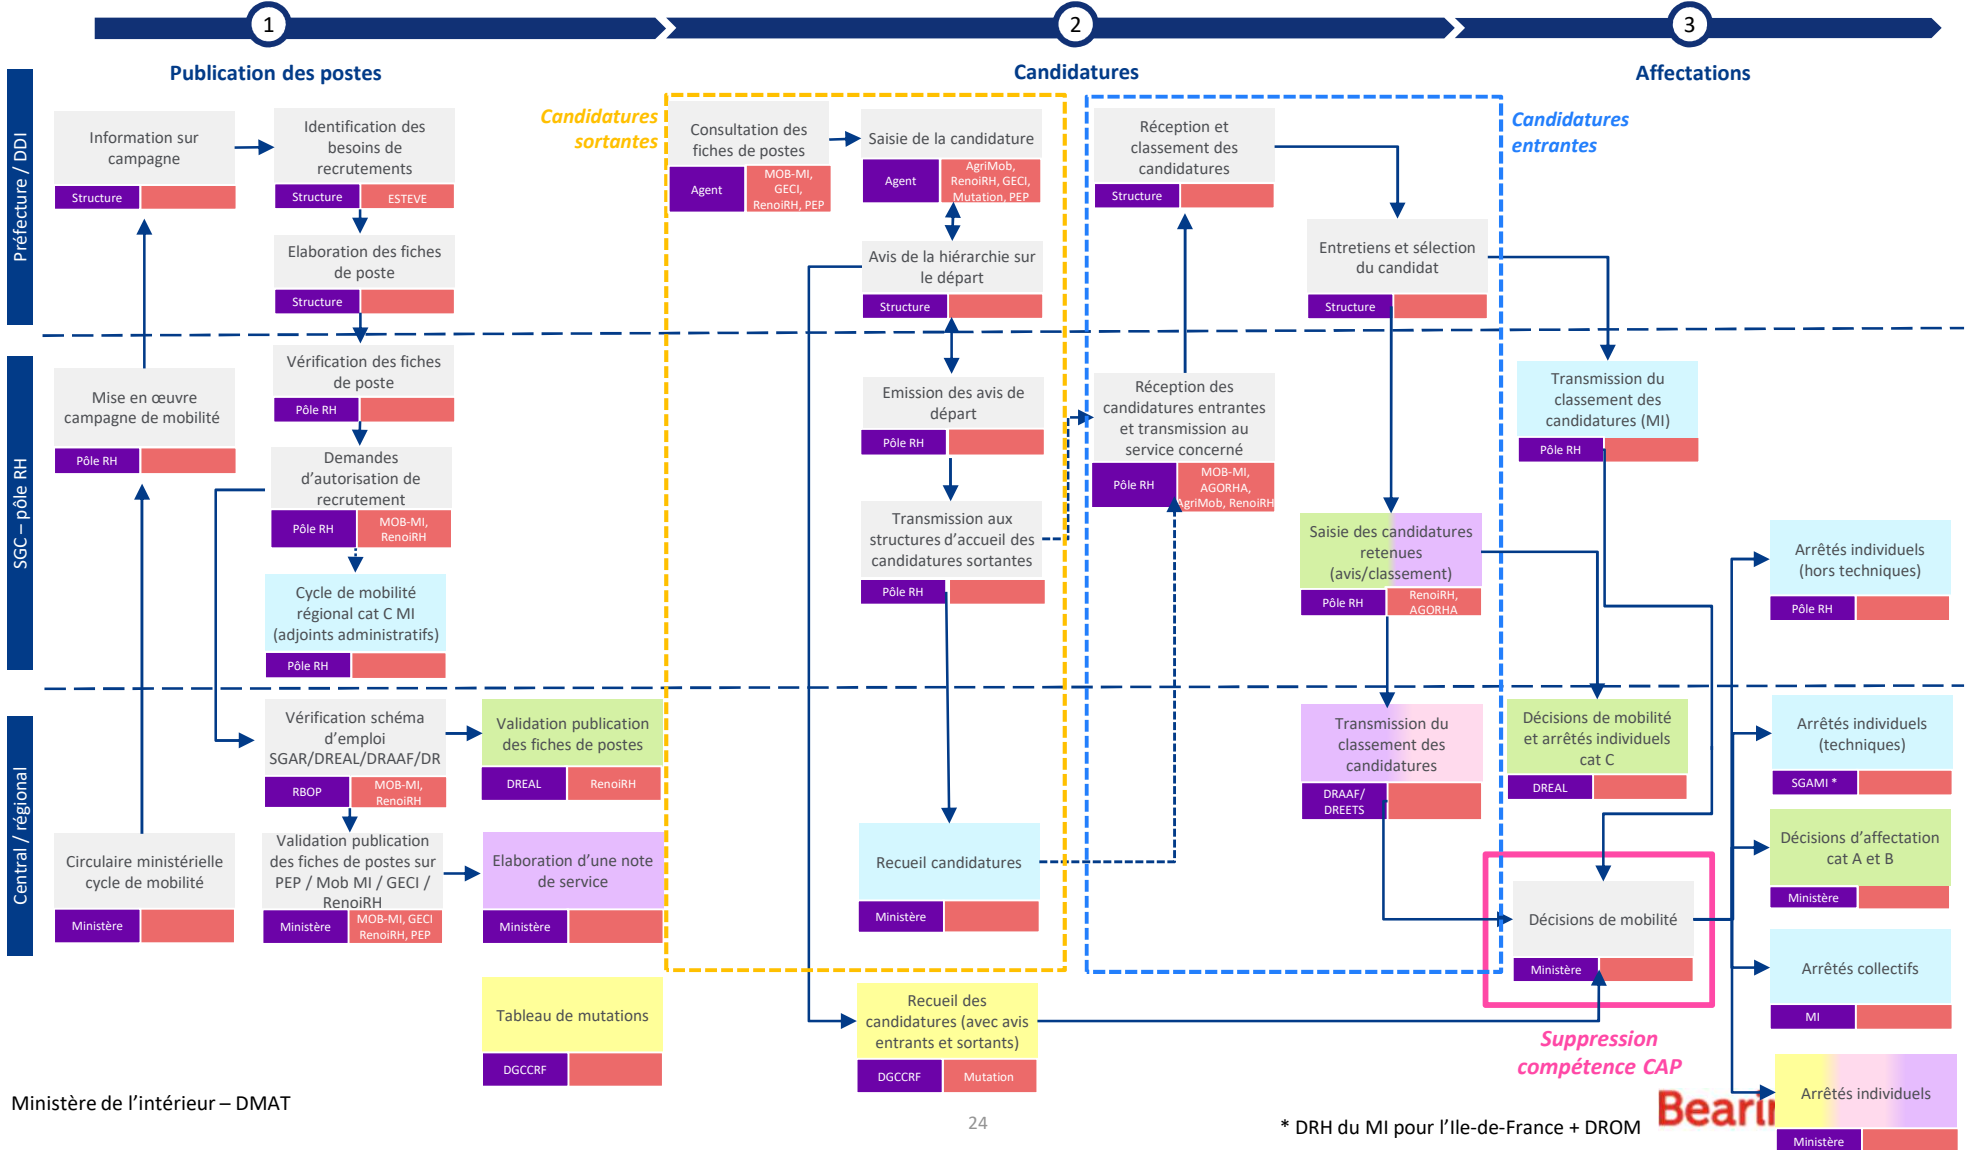 1
2
3
Publication des postes
Candidatures
Affectations
Préfecture / DDI
SGC – pôle RH
Central / régional
Information sur
campagne
Structure
Identification des
besoins de
recrutements
Structure
ESTEVE
Elaboration des fiches
de poste
Structure
Vérification des fiches
de poste
Pôle RH
Mise en œuvre
campagne de mobilité
Pôle RH
Demandes
d’autorisation de
recrutement
Pôle RH
MOB-MI,
RenoiRH
Cycle de mobilité
régional cat C MI
(adjoints administratifs)
Pôle RH
Vérification schéma
d’emploi
SGAR/DREAL/DRAAF/DR
RBOP
MOB-MI,
RenoiRH
Validation publication
des fiches de postes
DREAL
RenoiRH
Circulaire ministérielle
cycle de mobilité
Ministère
Validation publication
des fiches de postes sur
PEP / Mob MI / GECI /
RenoiRH
Ministère
MOB-MI, GECI
RenoiRH, PEP
Elaboration d’une note
de service
Ministère
Tableau de mutations
DGCCRF
Candidatures
sortantes
Consultation des
fiches de postes
Agent
MOB-MI,
GECI,
RenoiRH, PEP
Saisie de la candidature
Agent
AgriMob,
RenoiRH, GECI,
Mutation, PEP
Avis de la hiérarchie sur
le départ
Structure
Emission des avis de
départ
Pôle RH
Transmission aux
structures d’accueil des
candidatures sortantes
Pôle RH
Recueil candidatures
Ministère
Recueil des
candidatures (avec avis
entrants et sortants)
DGCCRF
Mutation
Candidatures
entrantes
Réception et
classement des
candidatures
Structure
Entretiens et sélection
du candidat
Structure
Réception des
candidatures entrantes
et transmission au
service concerné
Pôle RH
MOB-MI,
AGORHA,
AgriMob, RenoiRH
Saisie des candidatures
retenues
(avis/classement)
Pôle RH
RenoiRH,
AGORHA
Transmission du
classement des
candidatures
DRAAF/
DREETS
Transmission du
classement des
candidatures (MI)
Pôle RH
Décisions de mobilité
et arrêtés individuels
cat C
DREAL
Décisions de mobilité
Ministère
Suppression
compétence CAP
Arrêtés individuels
(hors techniques)
Pôle RH
Arrêtés individuels
(techniques)
SGAMI *
Décisions d’affectation
cat A et B
Ministère
Arrêtés collectifs
MI
Arrêtés individuels
Ministère
Ministère de l’intérieur – DMAT
24
* DRH du MI pour l’Ile-de-France + DROM